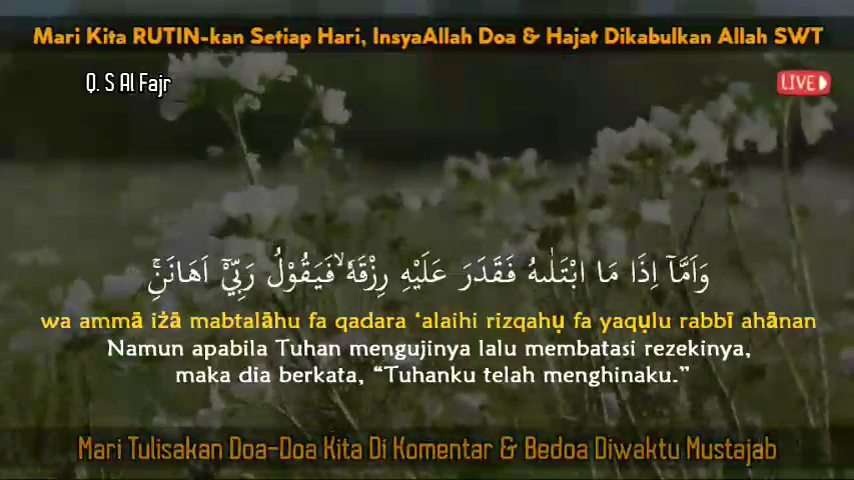 Mari Kita RUTIN-kan Setiap Hari, InsyaAllah Doa & Hajat Dikabulkan Allah SWT
Q. S Al Fajr
LIVE
وَاَمَّآ اِذَا مَا ابْتَلٰىهُ فَقَدَرَ عَلَيْهِ رِزْقَهٗ ۙفَيَقُوْلُ رَبِّيْٓ اَهَانَنِۚ
wa ammā iżā mabtalāhu fa qadara ‘alaihi rizqahụ fa yaqụlu rabbī ahānan
Namun apabila Tuhan mengujinya lalu membatasi rezekinya,
maka dia berkata, “Tuhanku telah menghinaku.”
Mari Tulisakan Doa-Doa Kita Di Komentar & Bedoa Diwaktu Mustajab